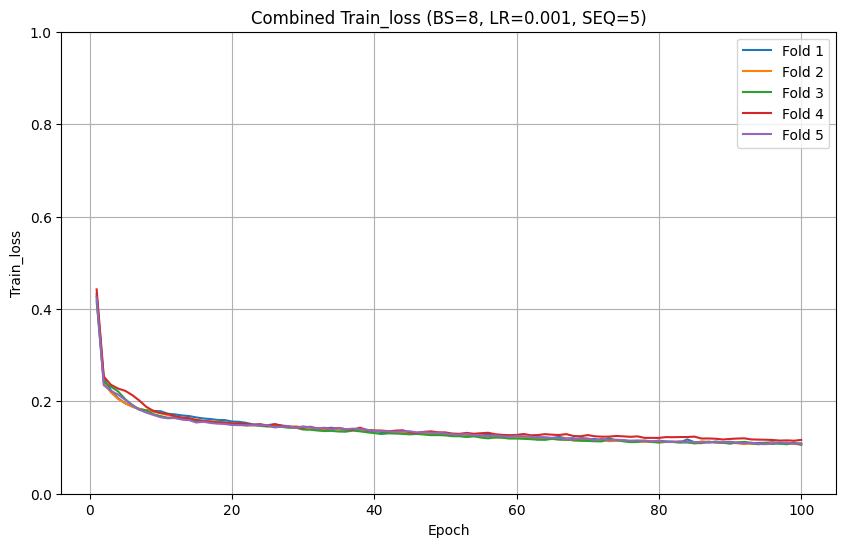 Combined Train_loss (BS=8, LR=0.001, SEQ=5)
Train_loss
1.0
0.8
0.6
0.4
0.2
0.0
0
20
40
60
80
100
Epoch
Fold 1
Fold 2
Fold 3
Fold 4
Fold 5